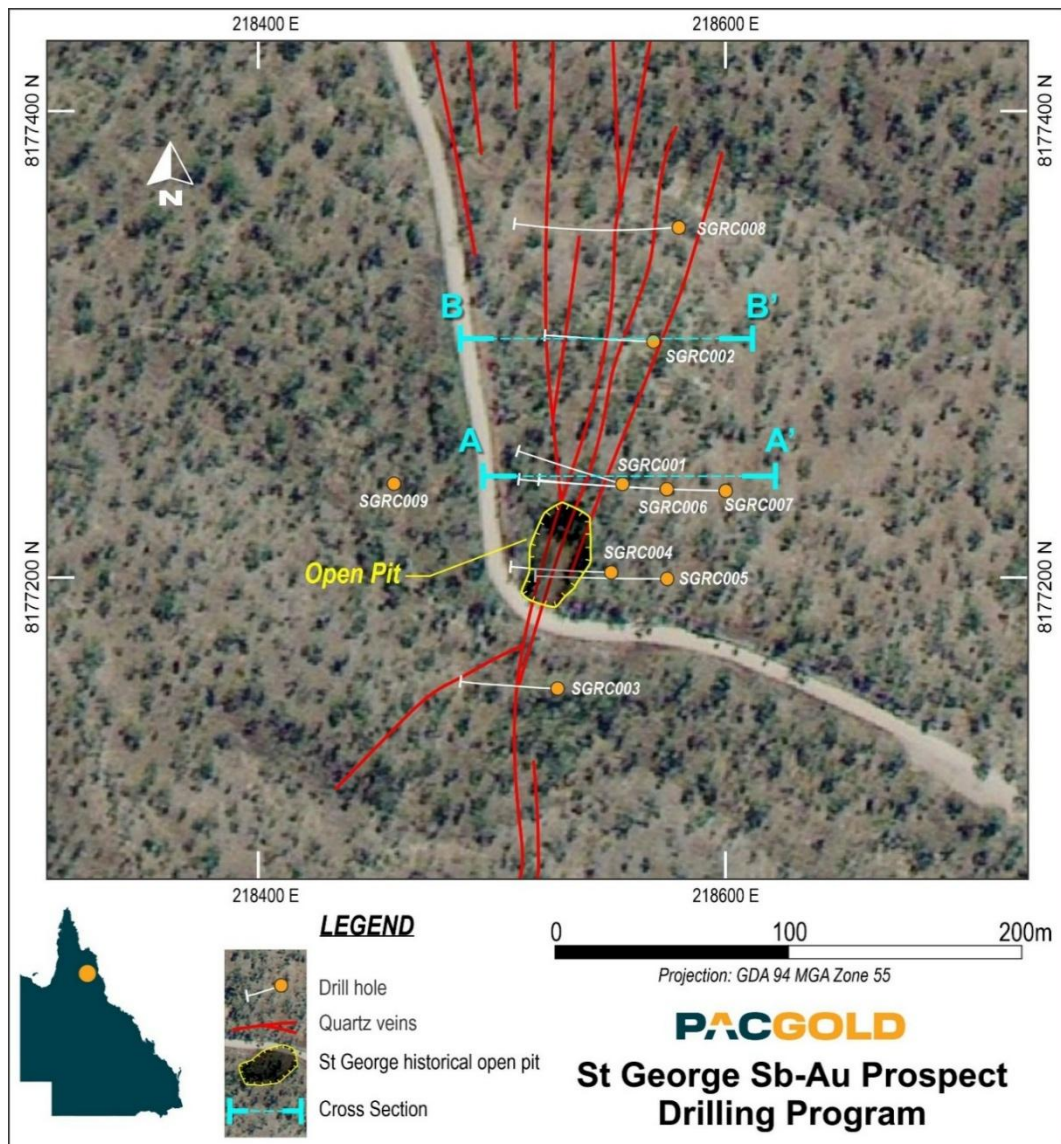 218400 E
218600 E
8177400 N
8177400 N
N
SGRC008
B
B'
SGRC002
A
A'
SGRC001
SGRC009
SGRC006
SGRC007
Open Pit
SGRC004
SGRC005
8177200 N
8177200 N
SGRC003
218400 E
218600 E
LEGEND
Drill hole
Quartz veins
St George historical open pit
Cross Section
0 100 200m
Projection: GDA 94 MGA Zone 55
PACGOLD
St George Sb-Au Prospect
Drilling Program